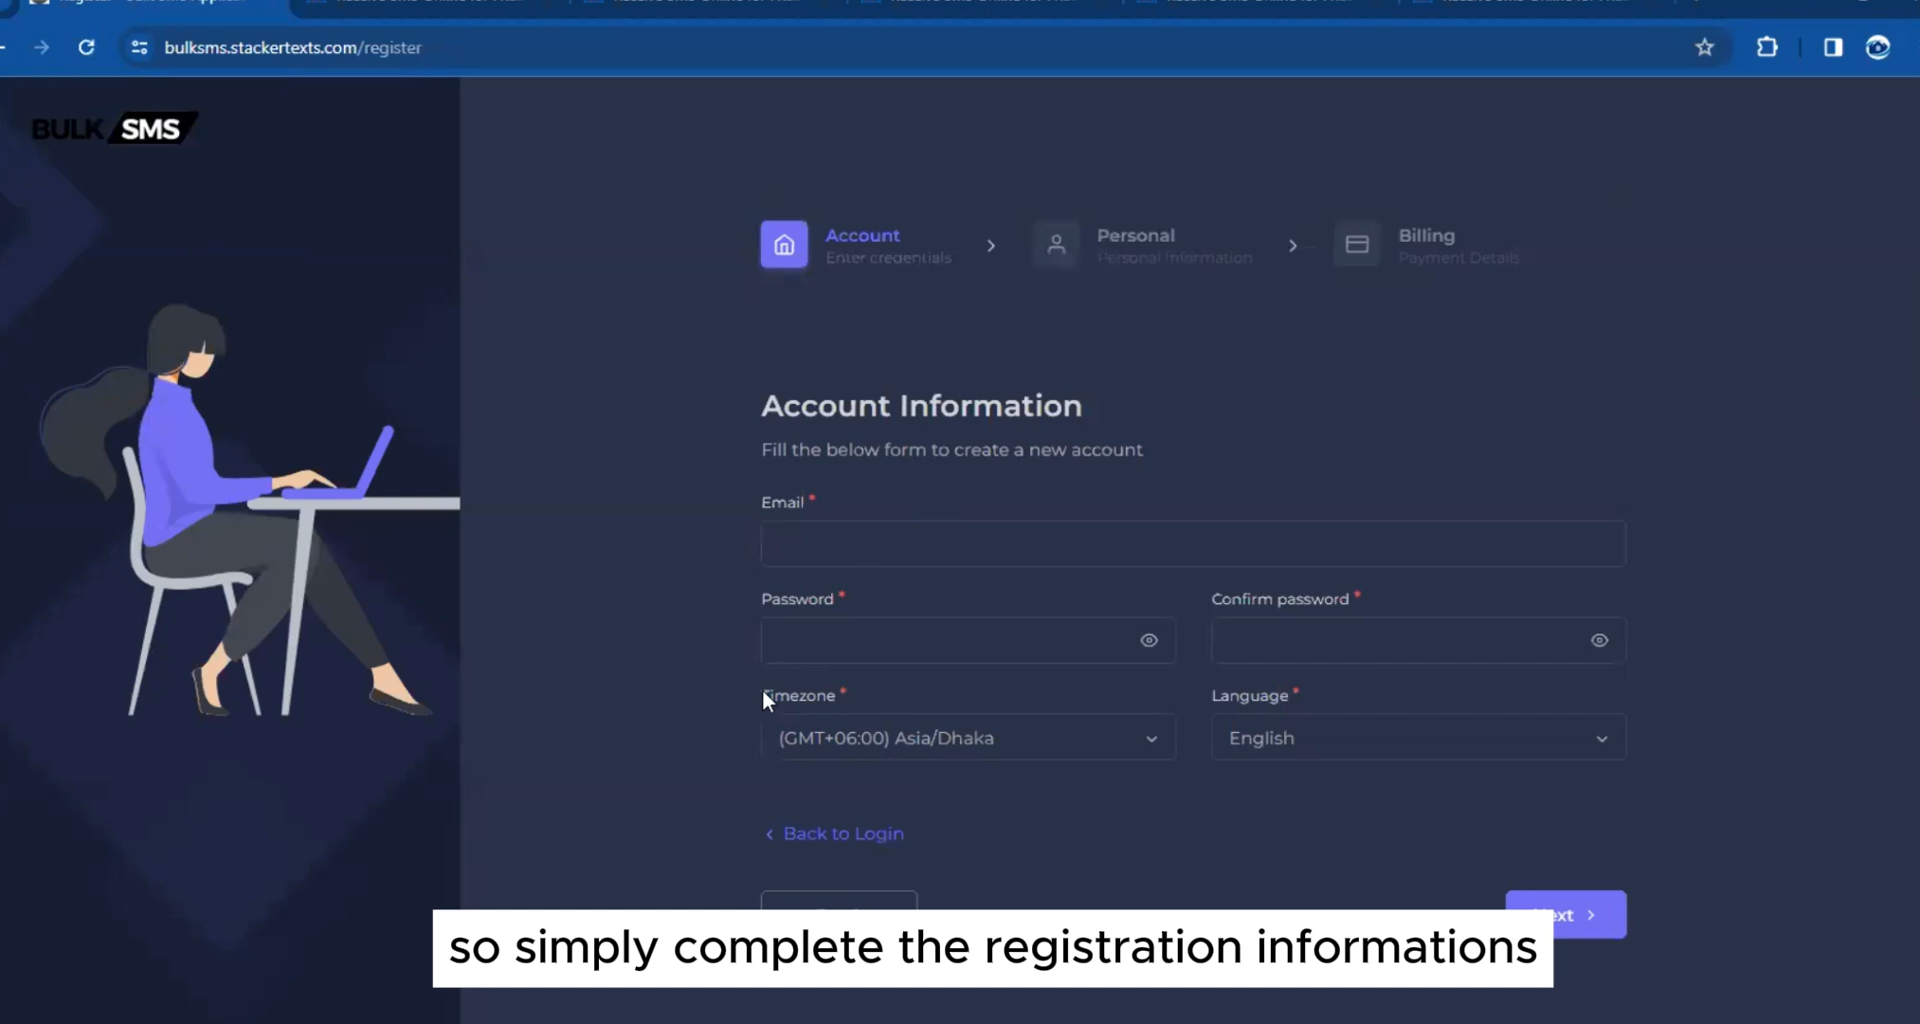 bulksms.stackertexts.com/register
BULK SMS
Account
Enter credentials
Personal
Personal Information
Billing
Payment Details
Account Information
Fill the below form to create a new account
Email *
Password *
Confirm password *
Timezone *
Language *
(GMT+06:00) Asia/Dhaka
English
Back to Login
Next
so simply complete the registration informations